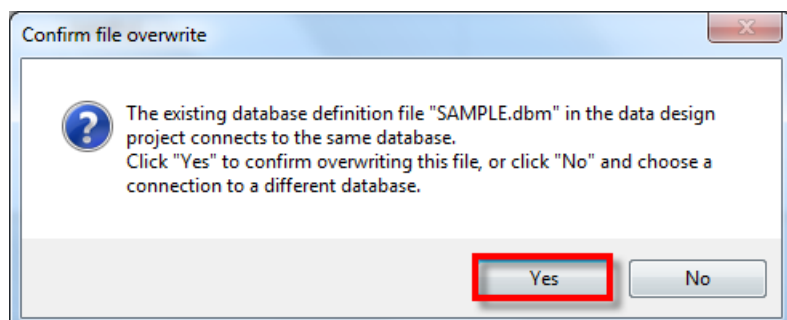 Confirm file overwrite
The existing database definition file "SAMPLE.dbm" in the data design
project connects to the same database.
Click "Yes" to confirm overwriting this file, or click "No" and choose a
connection to a different database.
Yes
No